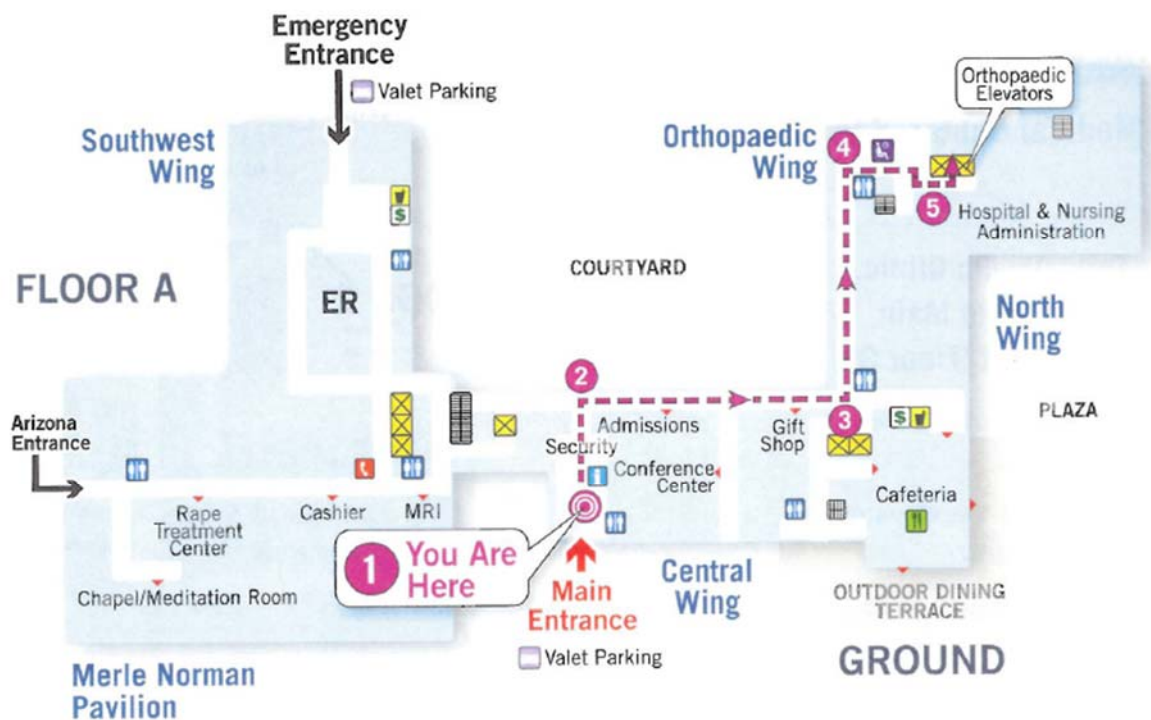 Emergency
Entrance
Valet Parking
Southwest
Wing
Orthopaedic
Wing
Orthopaedic
Elevators
4
5
Hospital & Nursing
Administration
$
FLOOR A
ER
COURTYARD
North
Wing
2
PLAZA
Arizona
Entrance
Admissions
Gift
Shop
3
$
Security
i
Conference
Center
Cafeteria
Rape
Treatment
Center
Cashier
MRI
1
You Are
Here
Chapel/Meditation Room
Main
Entrance
Central
Wing
OUTDOOR DINING
TERRACE
Valet Parking
GROUND
Merle Norman
Pavilion